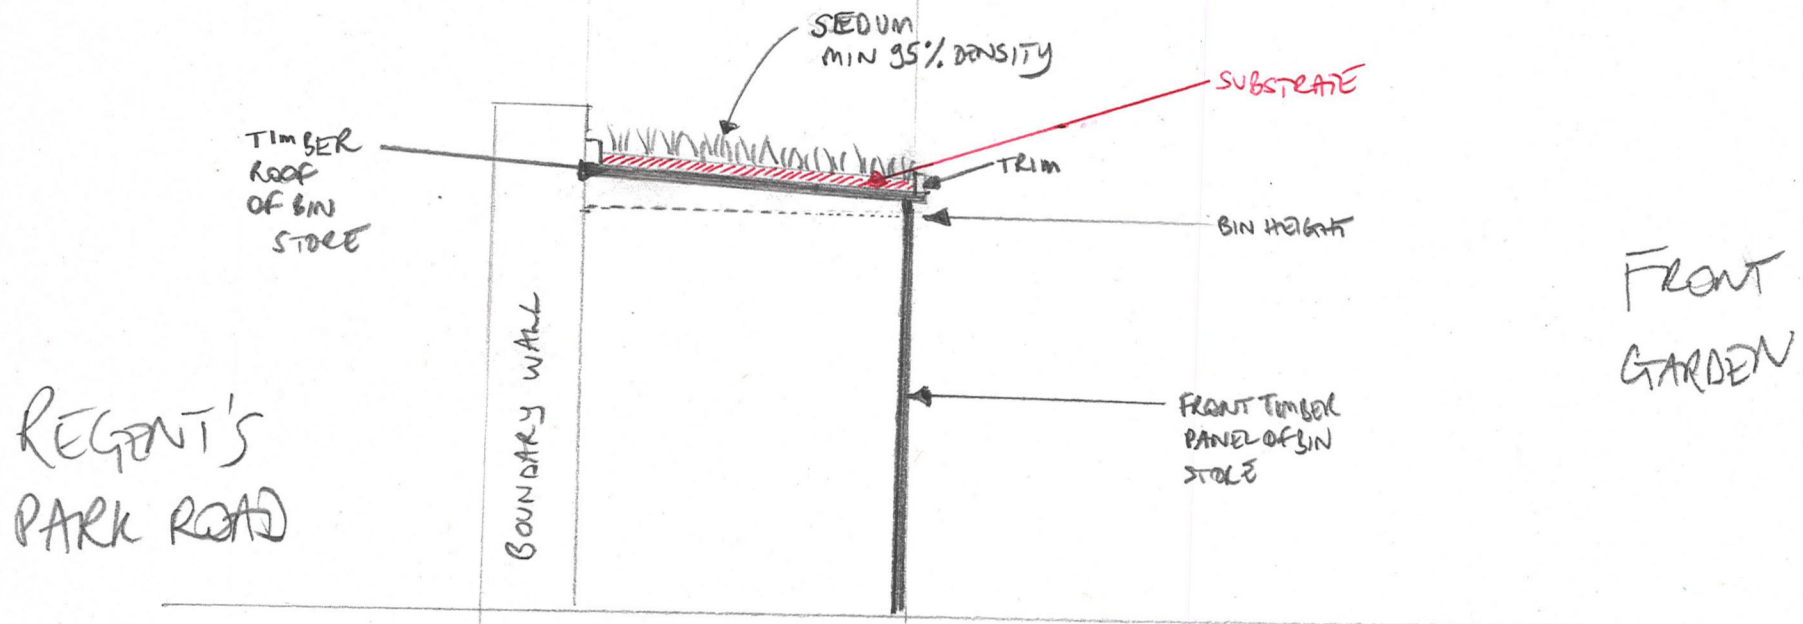 SEDUM
MIN 95% DENSITY
SUBSTRATE
TIMBER
ROOF
OF BIN
STORE
TRIM
BIN HEIGHT
FRONT
GARDEN
BOUNDARY WALL
FRONT TIMBER
PANEL OF BIN
STORE
REGENT'S
PARK ROAD